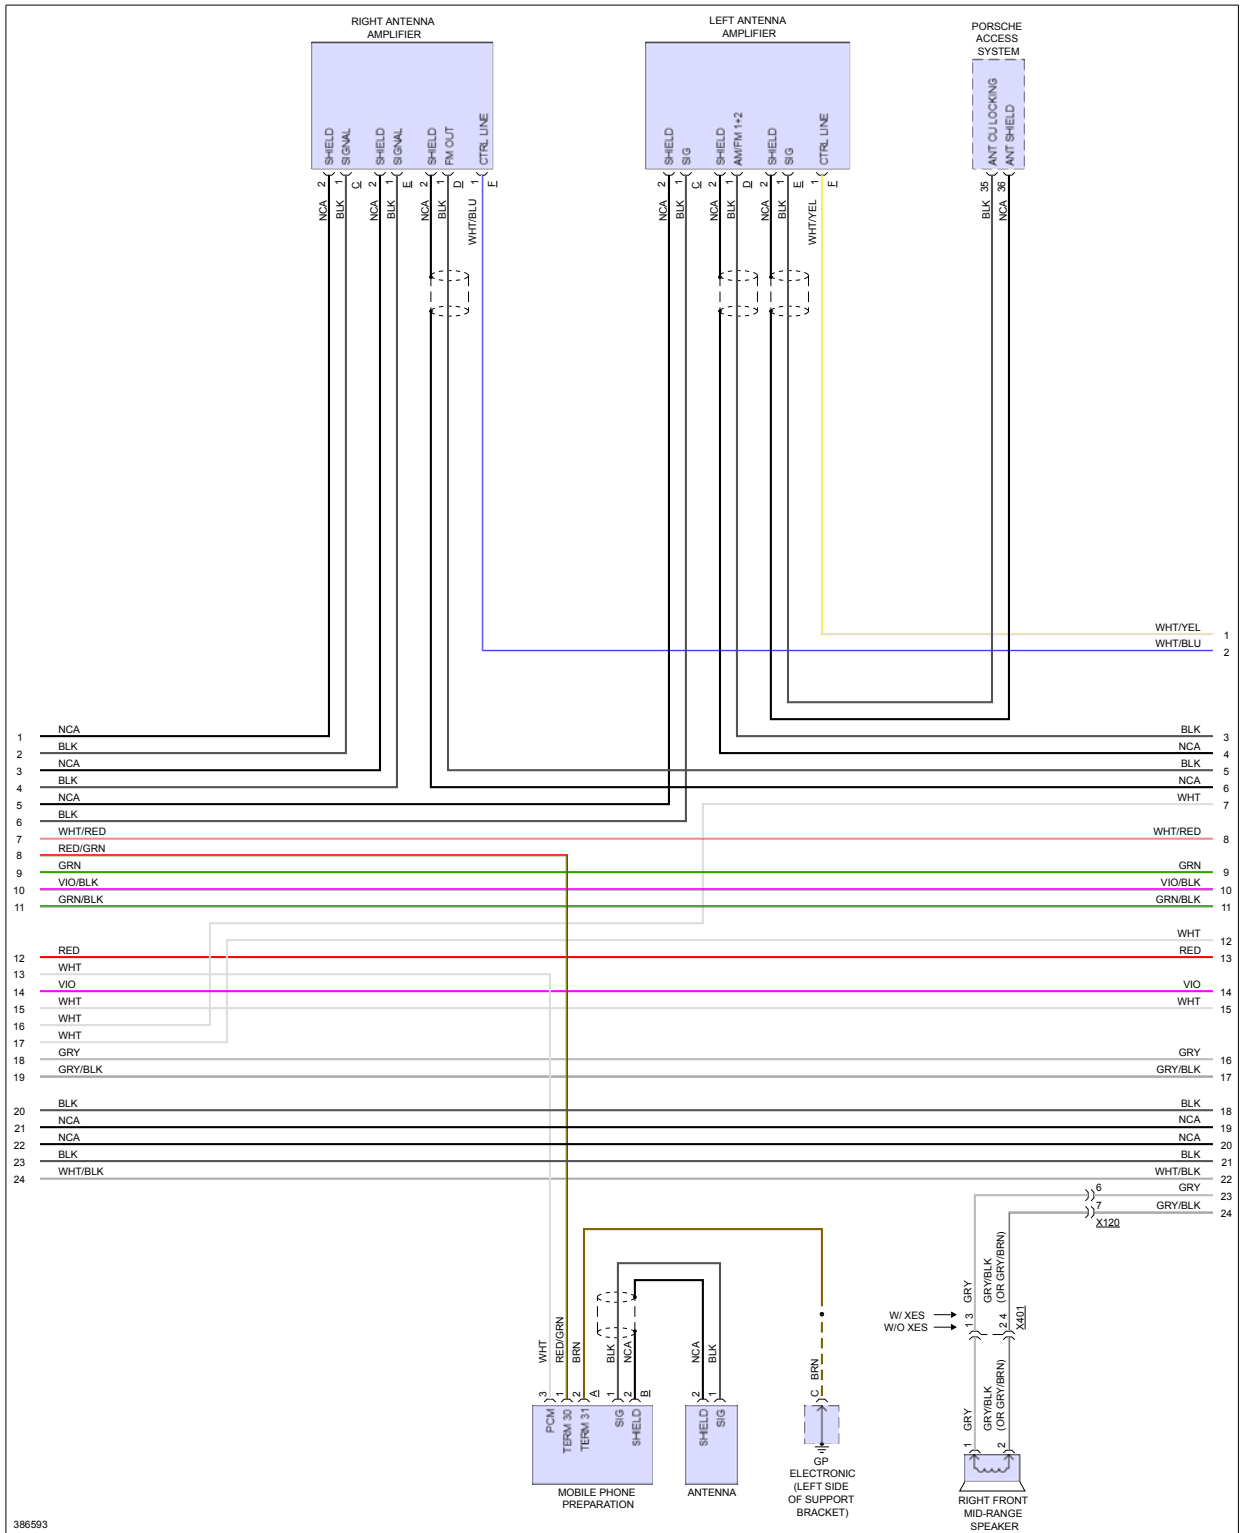 RIGHT ANTENNA
AMPLIFIER
LEFT ANTENNA
AMPLIFIER
PORSCHE
ACCESS
SYSTEM
SHIELD
SIGNAL
SHIELD
SIGNAL
SHIELD
FM OUT
CTRL LINE
SHIELD
SIG
SHIELD
AM/FM 1+2
SHIELD
SIG
CTRL LINE
ANT CU LOCKING
ANT SHIELD
2 1 C 2 1 E 2 1 D 1 F
2 1 C 2 1 D 2 1 E 1 F
35 36
NCA BLK NCA BLK NCA BLK WHT/BLU
NCA BLK NCA BLK NCA BLK WHT/YEL
BLK NCA
WHT/YEL 1
WHT/BLU 2
1 NCA
2 BLK
3 NCA
4 BLK
5 NCA
6 BLK
7 WHT/RED
8 RED/GRN
9 GRN
10 VIO/BLK
11 GRN/BLK
12 RED
13 WHT
14 VIO
15 WHT
16 WHT
17 WHT
18 GRY
19 GRY/BLK
20 BLK
21 NCA
22 NCA
23 BLK
24 WHT/BLK
BLK 3
NCA 4
BLK 5
NCA 6
WHT 7
WHT/RED 8
GRN 9
VIO/BLK 10
GRN/BLK 11
WHT 12
RED 13
VIO 14
WHT 15
GRY 16
GRY/BLK 17
BLK 18
NCA 19
NCA 20
BLK 21
WHT/BLK 22
6 GRY 23
7 GRY/BLK 24
X120
GRY
GRY/BLK
(OR GRY/BRN)
W/ XES 3 4
W/O XES 1 2
X401
GRY
GRY/BLK
(OR GRY/BRN)
1 2
WHT RED/GRN BRN BLK NCA
3 1 2 A 1 2 B
PCM
TERM 30
TERM 31
SIG
SHIELD
MOBILE PHONE
PREPARATION
NCA BLK
2 1
SHIELD
SIG
ANTENNA
BRN
C
GP
ELECTRONIC
(LEFT SIDE
OF SUPPORT
BRACKET)
RIGHT FRONT
MID-RANGE
SPEAKER
386593